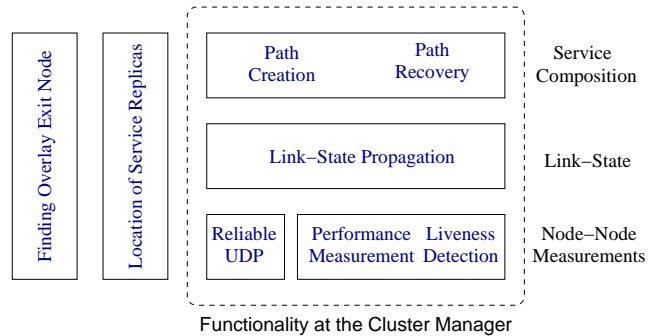 Finding Overlay Exit Node
Location of Service Replicas
Path
Creation
Path
Recovery
Service
Composition
Link–State Propagation
Link–State
Reliable
UDP
Performance
Measurement
Liveness
Detection
Node–Node
Measurements
Functionality at the Cluster Manager